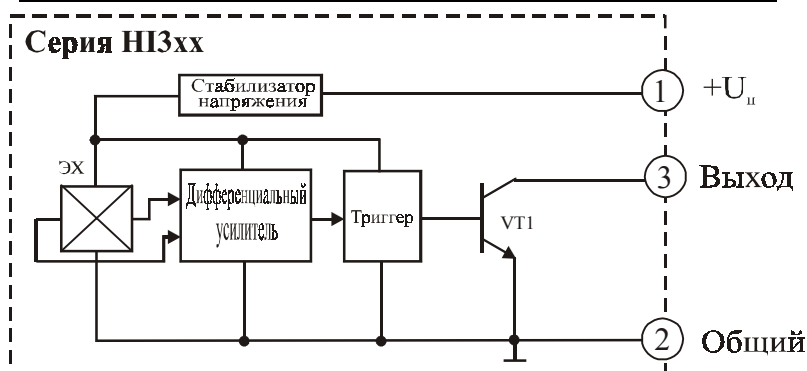 Серия HI3xx
Стабилизатор
напряжения
1
+Uп
ЭХ
Дифференциальный
усилитель
Триггер
VT1
3
Выход
2
Общий